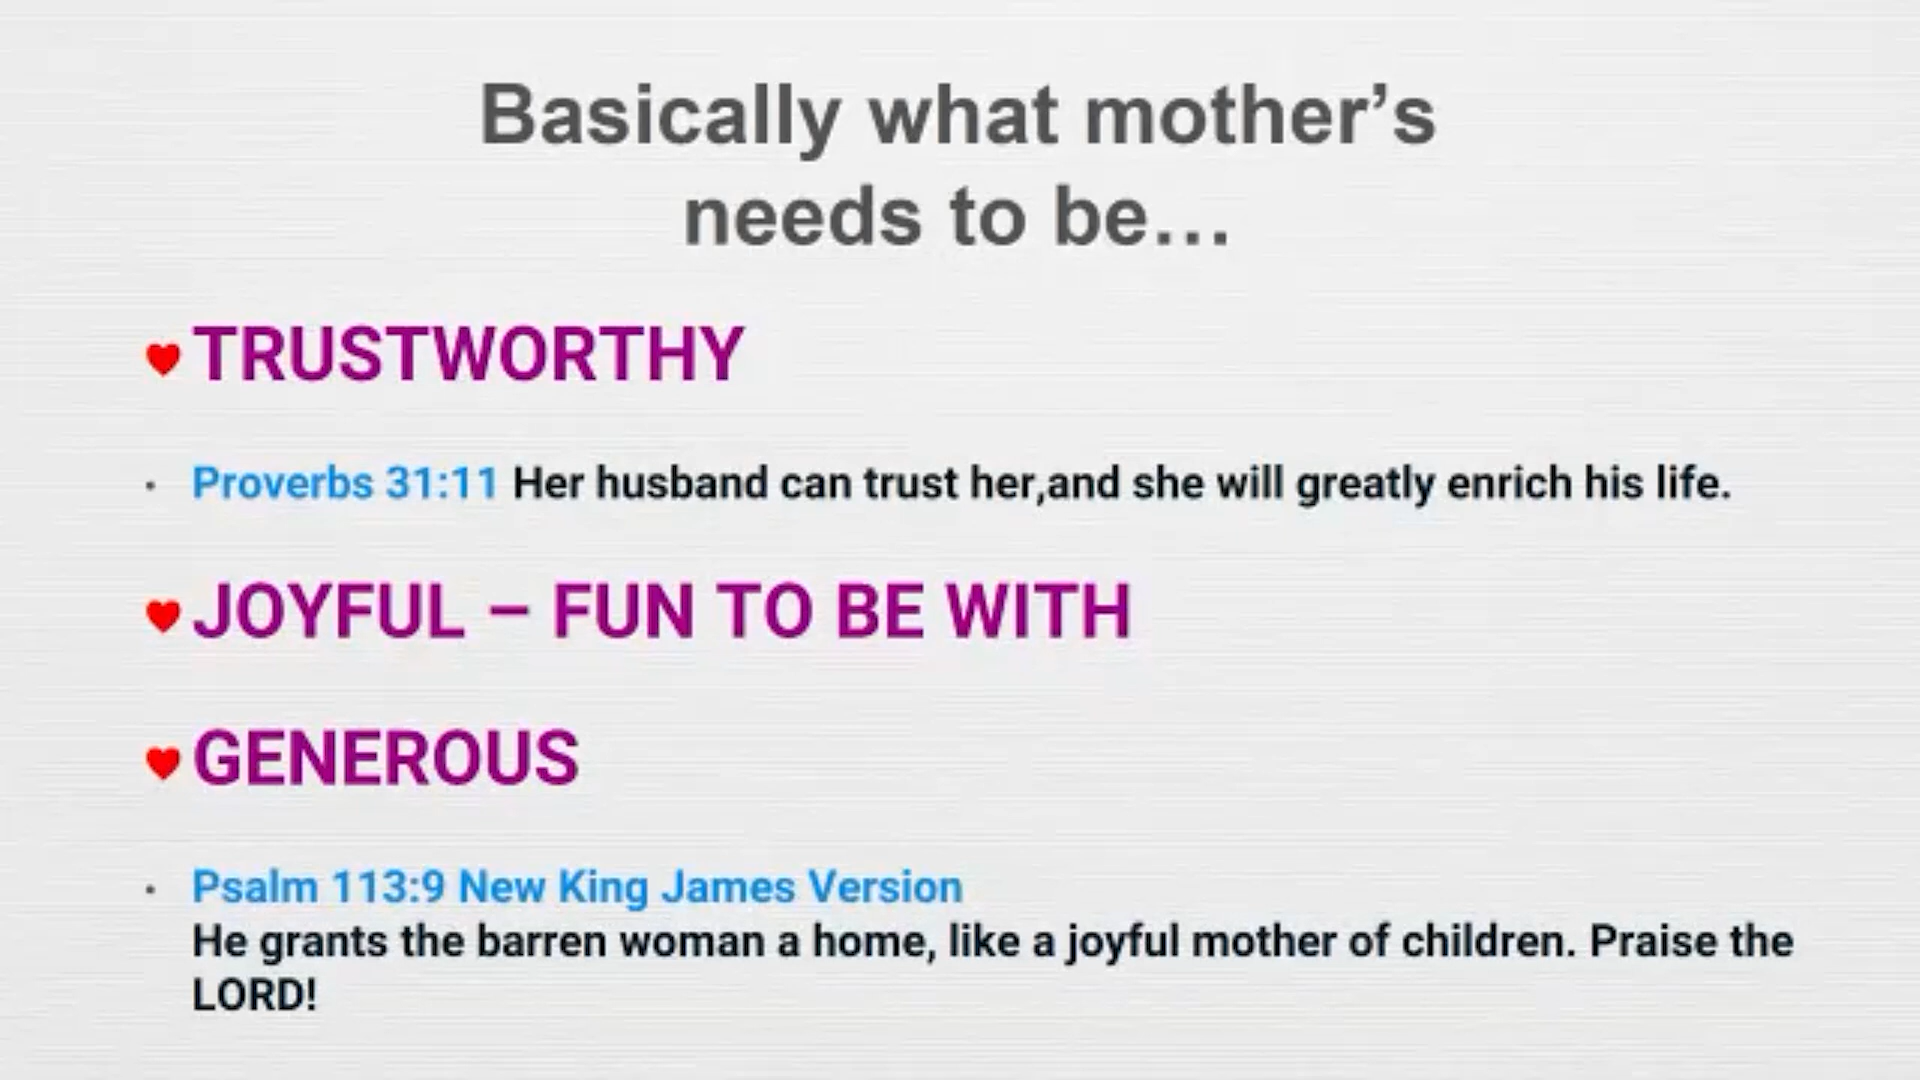 Basically what mother’s
needs to be…
TRUSTWORTHY
Proverbs 31:11 Her husband can trust her,and she will greatly enrich his life.
JOYFUL – FUN TO BE WITH
GENEROUS
Psalm 113:9 New King James Version
He grants the barren woman a home, like a joyful mother of children. Praise the
LORD!